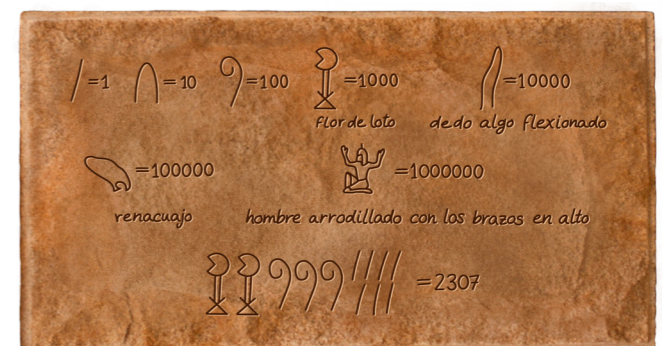 =1 =10 =100 =1000 =10000
flor de loto dedo algo flexionado
=100000 =1000000
renacuajo hombre arrodillado con los brazos en alto
=2307